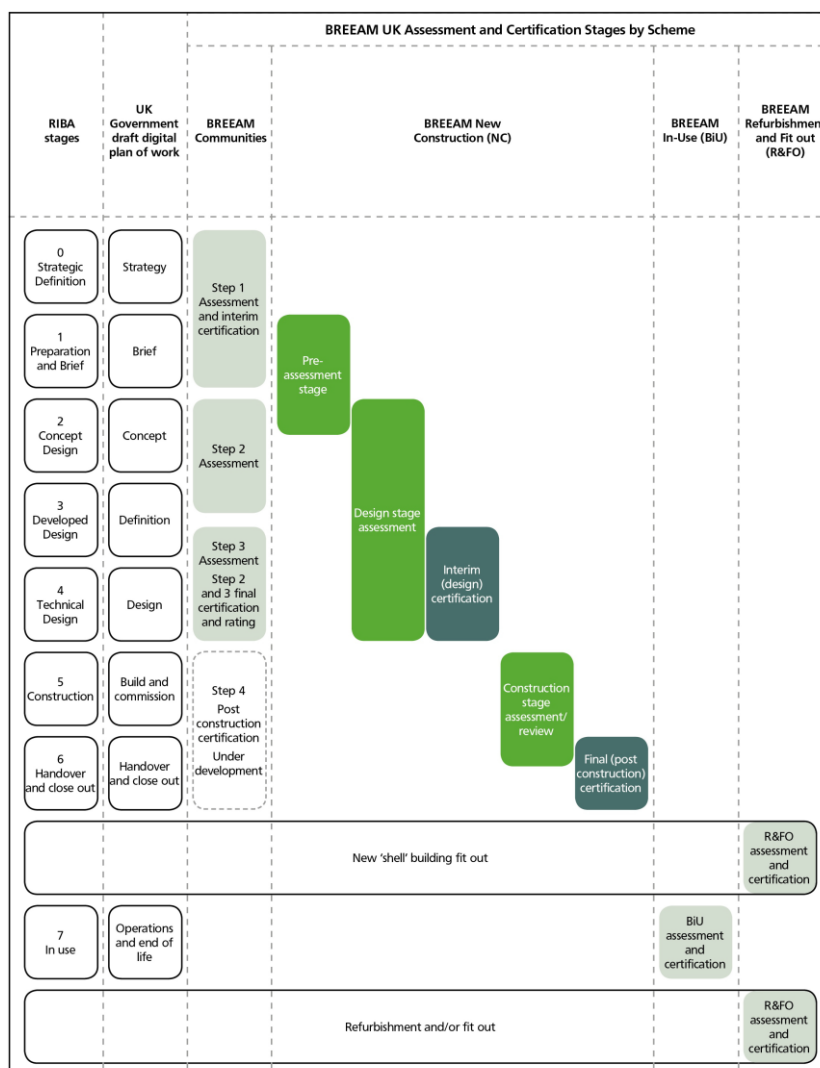 BREEAM UK Assessment and Certification Stages by Scheme
RIBA
stages
UK
Government
draft digital
plan of work
BREEAM
Communities
BREEAM New
Construction (NC)
BREEAM
In-Use (BiU)
BREEAM
Refurbishment
and Fit out
(R&FO)
0
Strategic
Definition
Strategy
Step 1
Assessment
and interim
certification
1
Preparation
and Brief
Brief
Pre-
assessment
stage
2
Concept
Design
Concept
Step 2
Assessment
Design stage
assessment
3
Developed
Design
Definition
Step 3
Assessment
Step 2
and 3 final
certification
and rating
Interim
(design)
certification
4
Technical
Design
Design
5
Construction
Build and
commission
Step 4
Post
construction
certification
Under
development
Construction
stage
assessment/
review
6
Handover
and close out
Handover
and close out
Final (post
construction)
certification
New 'shell' building fit out
R&FO
assessment
and
certification
7
In use
Operations
and end of
life
BiU
assessment
and
certification
Refurbishment and/or fit out
R&FO
assessment
and
certification